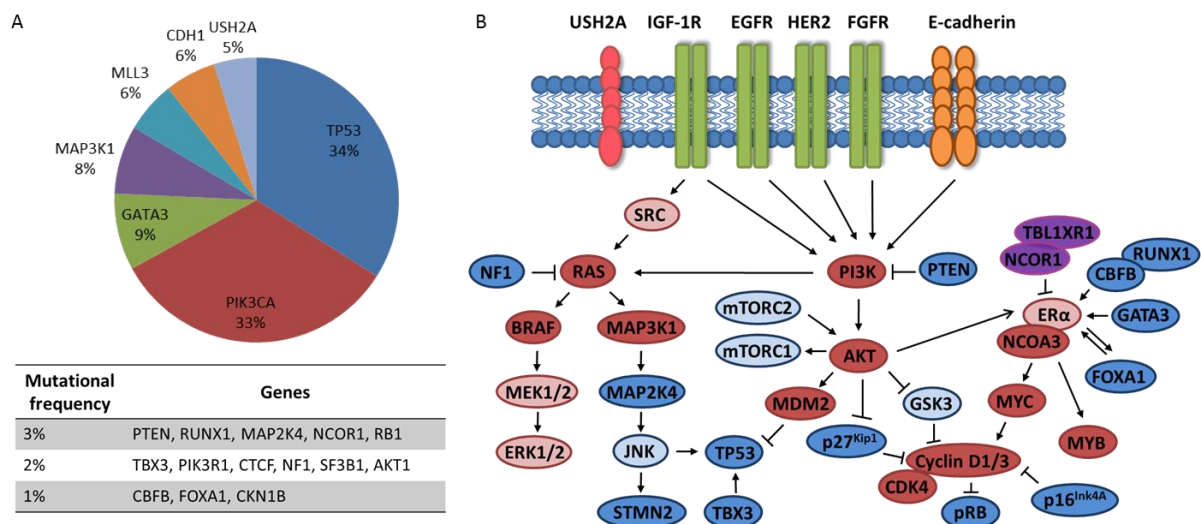 A
USH2A
5%
CDH1
6%
MLL3
6%
MAP3K1
8%
GATA3
9%
TP53
34%
PIK3CA
33%
Mutational frequency Genes
3% PTEN, RUNX1, MAP2K4, NCOR1, RB1
2% TBX3, PIK3R1, CTCF, NF1, SF3B1, AKT1
1% CBFB, FOXA1, CKN1B
B
USH2A IGF-1R EGFR HER2 FGFR E-cadherin
SRC
NF1 RAS PI3K PTEN
TBL1XR1
NCOR1
RUNX1
CBFB
ERα GATA3
NCOA3
FOXA1
mTORC2
mTORC1 AKT
BRAF MAP3K1
MEK1/2 MAP2K4 MDM2 GSK3 MYC
ERK1/2 JNK TP53 p27Kip1 Cyclin D1/3 MYB
CDK4
STMN2 TBX3 pRB p16Ink4A